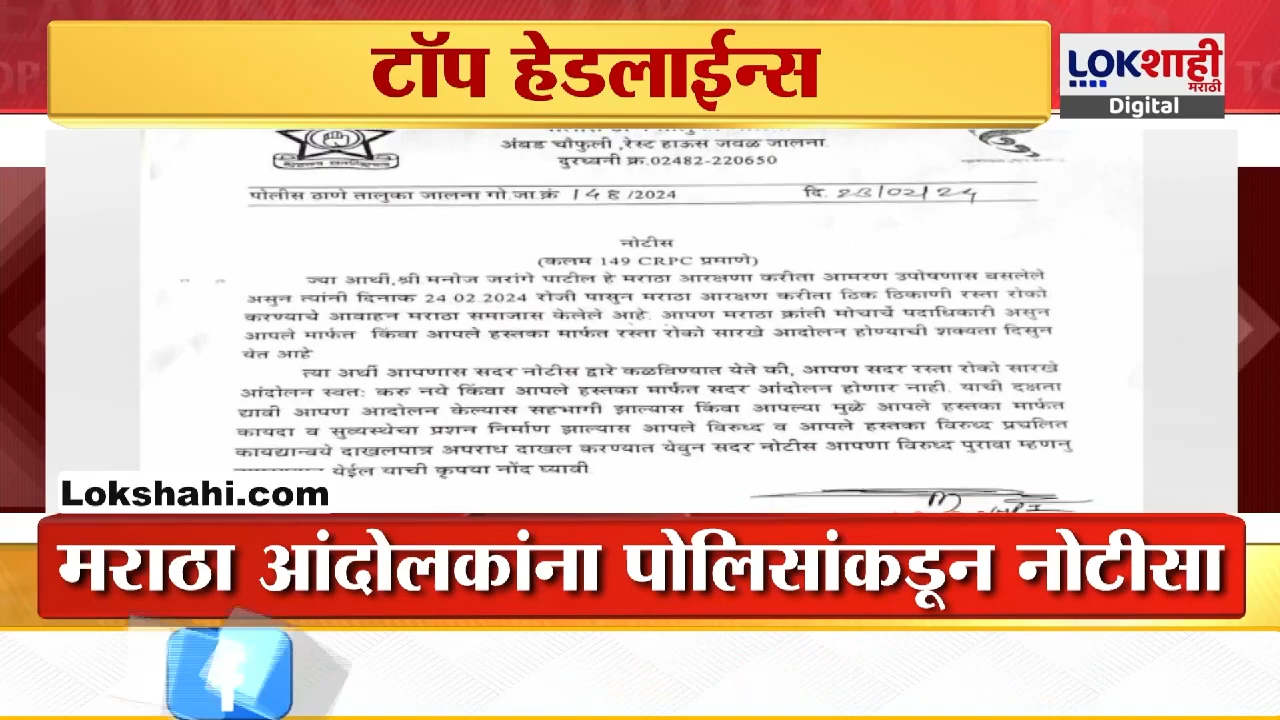 टॉप हेडलाईन्स
LOKशाही
मराठी
Digital
अंबड चौफुली ,रेस्ट हाऊस जवळ जालना.
दुरध्वनी क्र.02482-220650
पोलीस ठाणे तालुका जालना गो.जा.क्रं 148 /2024 दि. 23/02/24
नोटीस
(कलम 149 CRPC प्रमाणे)
ज्या आर्थी,श्री मनोज जरांगे पाटील हे मराठा आरक्षणा करीता आमरण उपोषणास बसलेले
असुन त्यांनी दिनाक 24.02.2024 रोजी पासुन मराठा आरक्षण करीता ठिक ठिकाणी रस्ता रोको
करण्याचे आवाहन मराठा समाजास केलेले आहे. आपण मराठा क्रांती मोर्चाचे पदाधिकारी असुन
आपले मार्फत किंवा आपले हस्तका मार्फत रस्ता रोको सारखे आदोलन होण्याची शक्यता दिसुन
येत आहे
त्या अर्थी आपणास सदर नोटीस द्वारे कळविण्यात येते की, आपण सदर रस्ता रोको सारखे
आंदोलन स्वतः करु नये किंवा आपले हस्तका मार्फत सदर आंदोलन होणार नाही. याची दक्षता
द्यावी आपण आदोलन केल्यास सहभागी झाल्यास किंवा आपल्या मुळे आपले हस्तका मार्फत
कायदा व सुव्यस्थेचा प्रशन निर्माण झाल्यास आपले विरुध्द व आपले हस्तका विरुध्द प्रचलित
कायद्यान्वये दाखलपात्र अपराध दाखल करण्यात येवुन सदर नोटीस आपणा विरुध्द पुरावा म्हणनु
येईल याची कृपया नोंद घ्यावी
Lokshahi.com
मराठा आंदोलकांना पोलिसांकडून नोटीसा